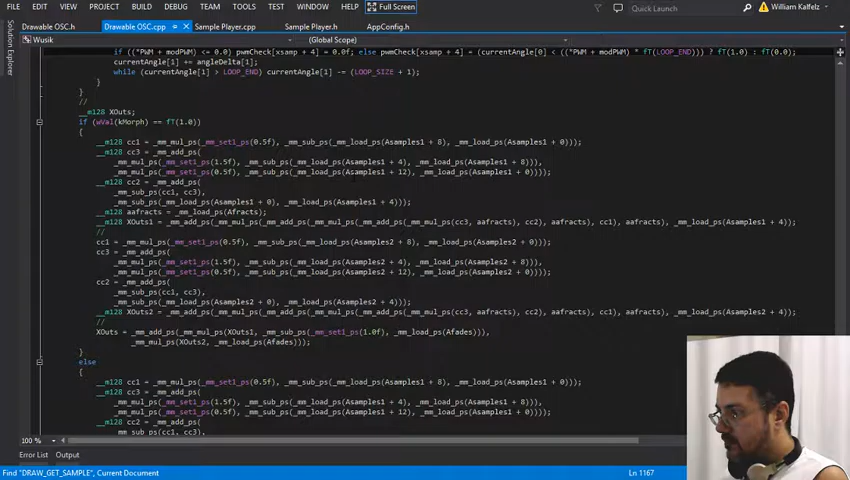 FILE EDIT VIEW PROJECT BUILD DEBUG TEAM TOOLS TEST WINDOW HELP Full Screen Quick Launch William Kalfelz
Drawable OSC.h Drawable OSC.cpp Sample Player.cpp Sample Player.h AppConfig.h
Wusik (Global Scope)
Solution Explorer
if ((*PWM + modPWM) <= 0.0) pwmCheck[xsamp + 4] = 0.0f; else pwmCheck[xsamp + 4] = (currentAngle[0] < ((*PWM + modPWM) * fT(LOOP_END))) ? fT(1.0) : fT(0.0);
currentAngle[1] += angleDelta[1];
while (currentAngle[1] > LOOP_END) currentAngle[1] -= (LOOP_SIZE + 1);
}
}
//
__m128 XOuts;
if (wVal(kMorph) == fT(1.0))
{
__m128 cc1 = _mm_mul_ps(_mm_set1_ps(0.5f), _mm_sub_ps(_mm_load_ps(Asamples1 + 8), _mm_load_ps(Asamples1 + 0)));
__m128 cc3 = _mm_add_ps(
_mm_mul_ps(_mm_set1_ps(1.5f), _mm_sub_ps(_mm_load_ps(Asamples1 + 4), _mm_load_ps(Asamples1 + 8))),
_mm_mul_ps(_mm_set1_ps(0.5f), _mm_sub_ps(_mm_load_ps(Asamples1 + 12), _mm_load_ps(Asamples1 + 0))));
__m128 cc2 = _mm_add_ps(
_mm_sub_ps(cc1, cc3),
_mm_sub_ps(_mm_load_ps(Asamples1 + 0), _mm_load_ps(Asamples1 + 4)));
__m128 aafracts = _mm_load_ps(Afracts);
__m128 XOuts1 = _mm_add_ps(_mm_mul_ps(_mm_add_ps(_mm_mul_ps(_mm_add_ps(_mm_mul_ps(cc3, aafracts), cc2), aafracts), cc1), aafracts), _mm_load_ps(Asamples1 + 4));
//
cc1 = _mm_mul_ps(_mm_set1_ps(0.5f), _mm_sub_ps(_mm_load_ps(Asamples2 + 8), _mm_load_ps(Asamples2 + 0)));
cc3 = _mm_add_ps(
_mm_mul_ps(_mm_set1_ps(1.5f), _mm_sub_ps(_mm_load_ps(Asamples2 + 4), _mm_load_ps(Asamples2 + 8))),
_mm_mul_ps(_mm_set1_ps(0.5f), _mm_sub_ps(_mm_load_ps(Asamples2 + 12), _mm_load_ps(Asamples2 + 0))));
cc2 = _mm_add_ps(
_mm_sub_ps(cc1, cc3),
_mm_sub_ps(_mm_load_ps(Asamples2 + 0), _mm_load_ps(Asamples2 + 4)));
__m128 XOuts2 = _mm_add_ps(_mm_mul_ps(_mm_add_ps(_mm_mul_ps(_mm_add_ps(_mm_mul_ps(cc3, aafracts), cc2), aafracts), cc1), aafracts), _mm_load_ps(Asamples2 + 4));
//
XOuts = _mm_add_ps(_mm_mul_ps(XOuts1, _mm_sub_ps(_mm_set1_ps(1.0f), _mm_load_ps(Afades))),
_mm_mul_ps(XOuts2, _mm_load_ps(Afades)));
}
else
{
__m128 cc1 = _mm_mul_ps(_mm_set1_ps(0.5f), _mm_sub_ps(_mm_load_ps(Asamples1 + 8), _mm_load_ps(Asamples1 + 0)));
__m128 cc3 = _mm_add_ps(
_mm_mul_ps(_mm_set1_ps(1.5f), _mm_sub_ps(_mm_load_ps(Asamples1 + 4), _mm_load_ps(Asamples1 + 8))),
_mm_mul_ps(_mm_set1_ps(0.5f), _mm_sub_ps(_mm_load_ps(Asamples1 + 12), _mm_load_ps(Asamples1 + 0))));
__m128 cc2 = _mm_add_ps(
_mm_sub_ps(cc1, cc3),
100 %
Error List Output
Find "DRAW_GET_SAMPLE", Current Document Ln 1167